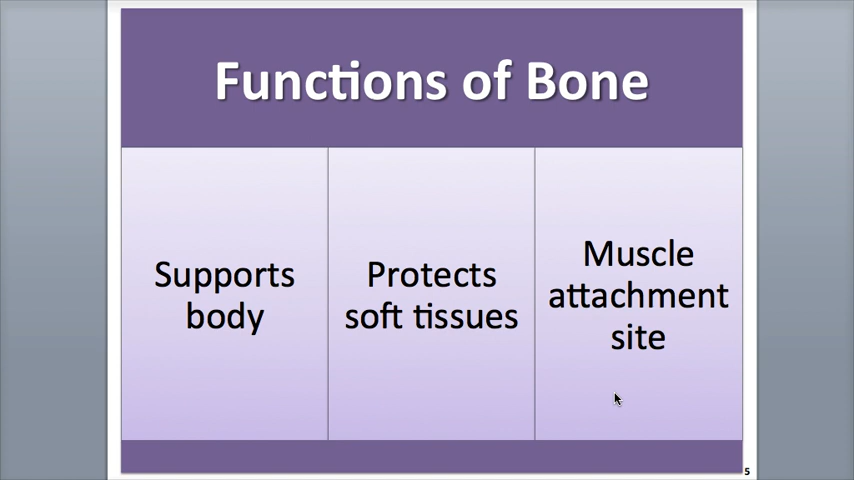 Functions of Bone
Supports
body
Protects
soft tissues
Muscle
attachment
site
5